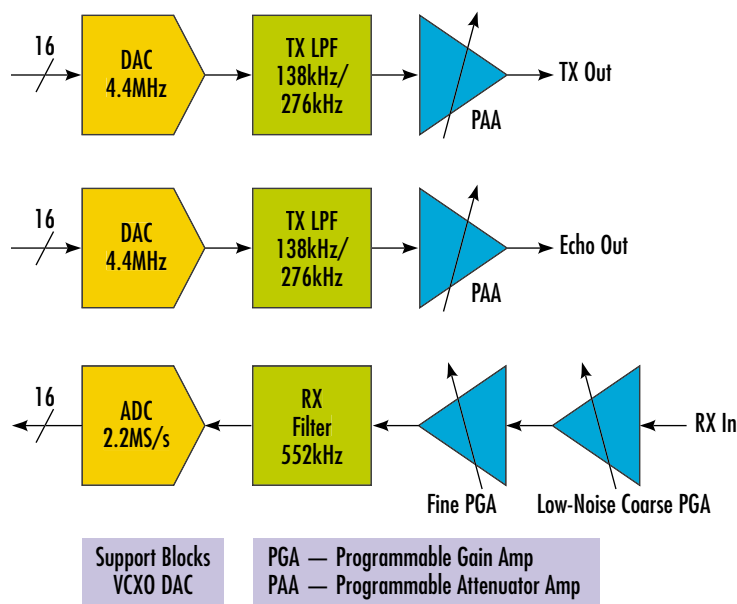 16
DAC
4.4MHz
TX LPF
138kHz/
276kHz
PAA
TX Out
16
DAC
4.4MHz
TX LPF
138kHz/
276kHz
PAA
Echo Out
16
ADC
2.2MS/s
RX
Filter
552kHz
Fine PGA
Low-Noise Coarse PGA
RX In
Support Blocks
VCXO DAC
PGA — Programmable Gain Amp
PAA — Programmable Attenuator Amp